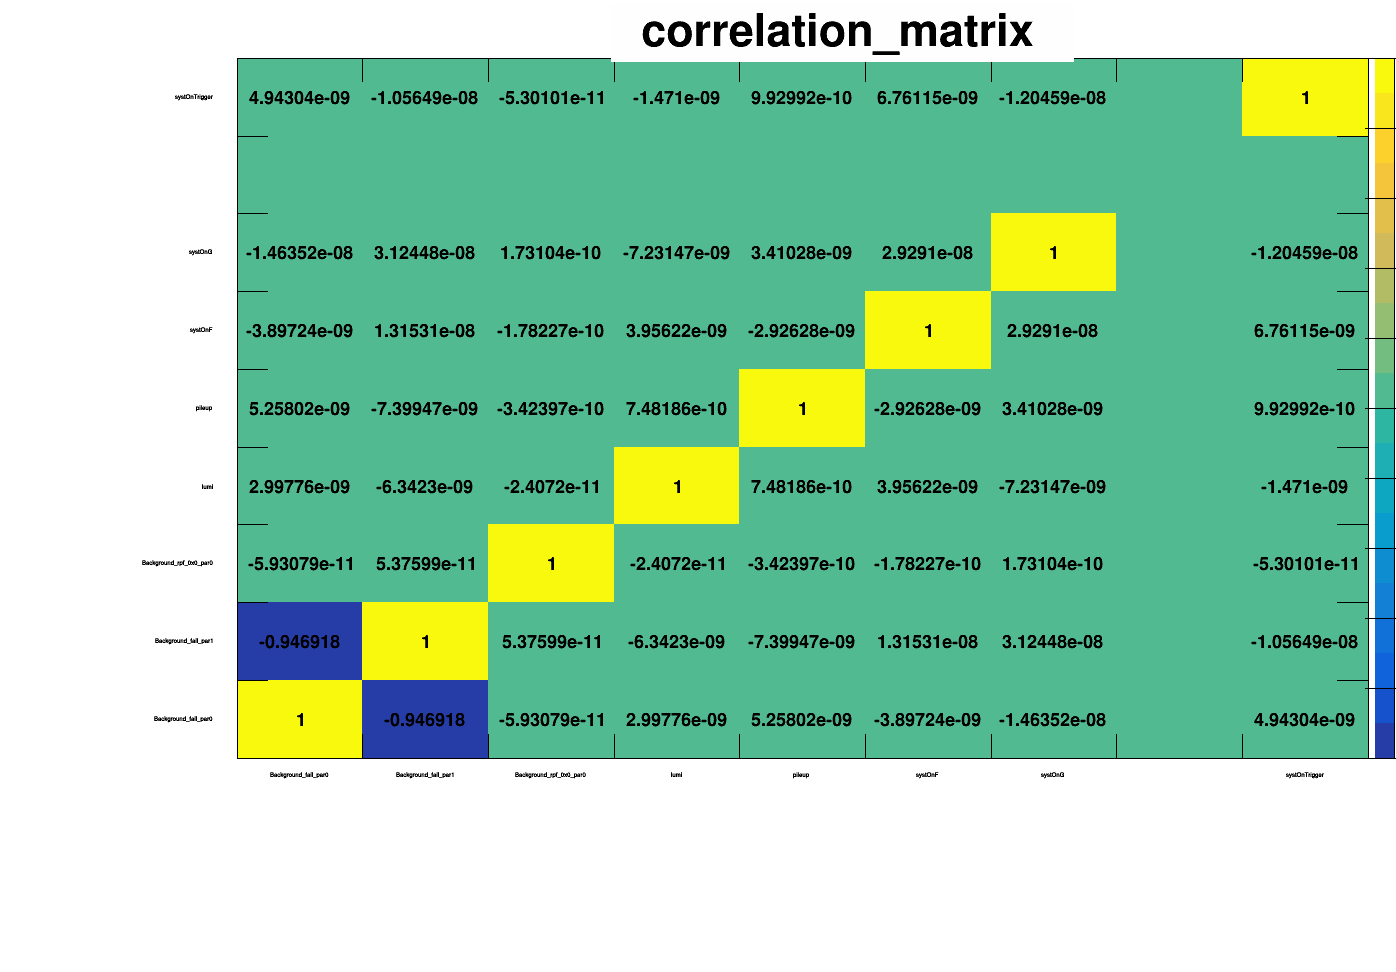 correlation_matrix
systOnTrigger 4.94304e-09 -1.05649e-08 -5.30101e-11 -1.471e-09 9.92992e-10 6.76115e-09 -1.20459e-08 1
systOnG -1.46352e-08 3.12448e-08 1.73104e-10 -7.23147e-09 3.41028e-09 2.9291e-08 1 -1.20459e-08
systOnF -3.89724e-09 1.31531e-08 -1.78227e-10 3.95622e-09 -2.92628e-09 1 2.9291e-08 6.76115e-09
pileup 5.25802e-09 -7.39947e-09 -3.42397e-10 7.48186e-10 1 -2.92628e-09 3.41028e-09 9.92992e-10
lumi 2.99776e-09 -6.3423e-09 -2.4072e-11 1 7.48186e-10 3.95622e-09 -7.23147e-09 -1.471e-09
Background_rpf_0x0_par0 -5.93079e-11 5.37599e-11 1 -2.4072e-11 -3.42397e-10 -1.78227e-10 1.73104e-10 -5.30101e-11
Background_fail_par1 -0.946918 1 5.37599e-11 -6.3423e-09 -7.39947e-09 1.31531e-08 3.12448e-08 -1.05649e-08
Background_fail_par0 1 -0.946918 -5.93079e-11 2.99776e-09 5.25802e-09 -3.89724e-09 -1.46352e-08 4.94304e-09
Background_fail_par0 Background_fail_par1 Background_rpf_0x0_par0 lumi pileup systOnF systOnG systOnTrigger